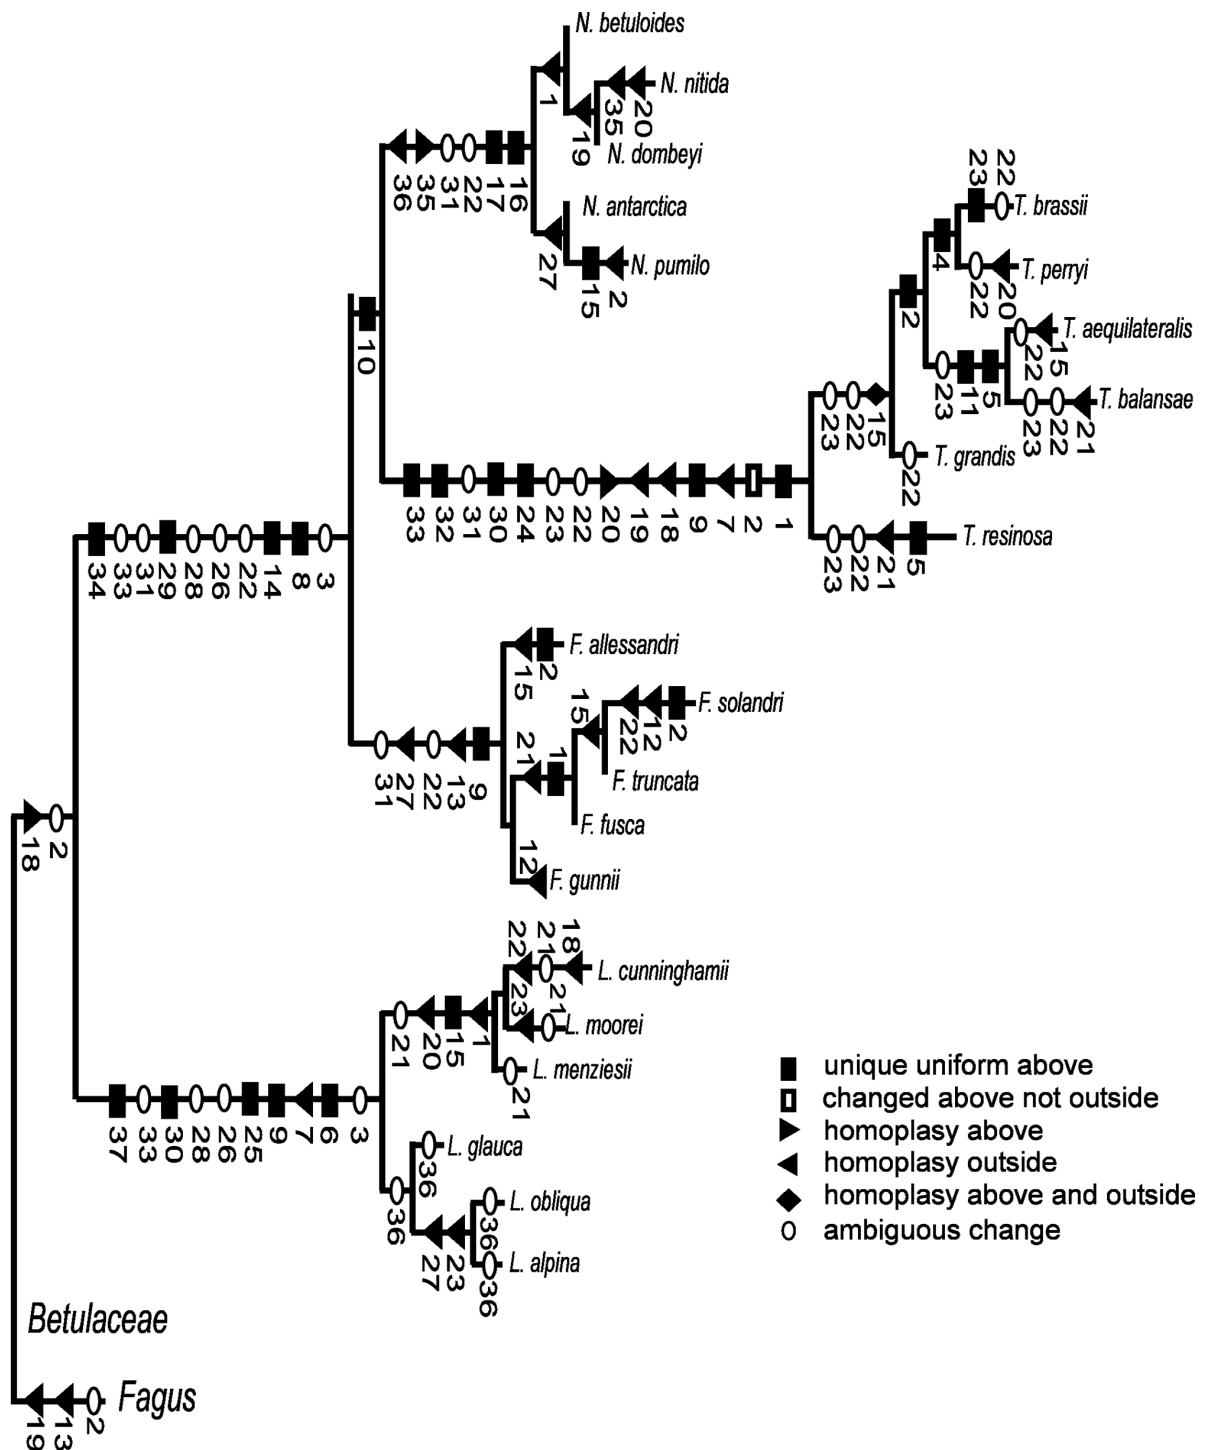 N. betuloides
1
N. nitida
35 20
19
N. dombeyi
36 35 31 22 17 16
N. antarctica
27
N. pumilo
15 2
23 22
T. brassii
4
T. perryi
22 20
2
T. aequilateralis
22 15
23 11 5
T. balansae
23 22 21
10
23 22 15
T. grandis
22
33 32 31 30 24 23 22 20 19 18 9 7 2 1
T. resinosa
23 22 21 5
34 33 31 29 28 26 22 14 8 3
F. allessandri
15 2
F. solandri
15
22 12 2
21 1
F. truncata
31 27 22 13 9
F. fusca
18 2
12
F. gunnii
22 21 18
L. cunninghamii
23 21
L. moorei
21 20 15 1
L. menziesii
21
37 33 30 28 26 25 9 7 6 3
L. glauca
36
36
L. obliqua
36
27 23
L. alpina
36
unique uniform above
changed above not outside
homoplasy above
homoplasy outside
homoplasy above and outside
ambiguous change
Betulaceae
Fagus
19 13 2